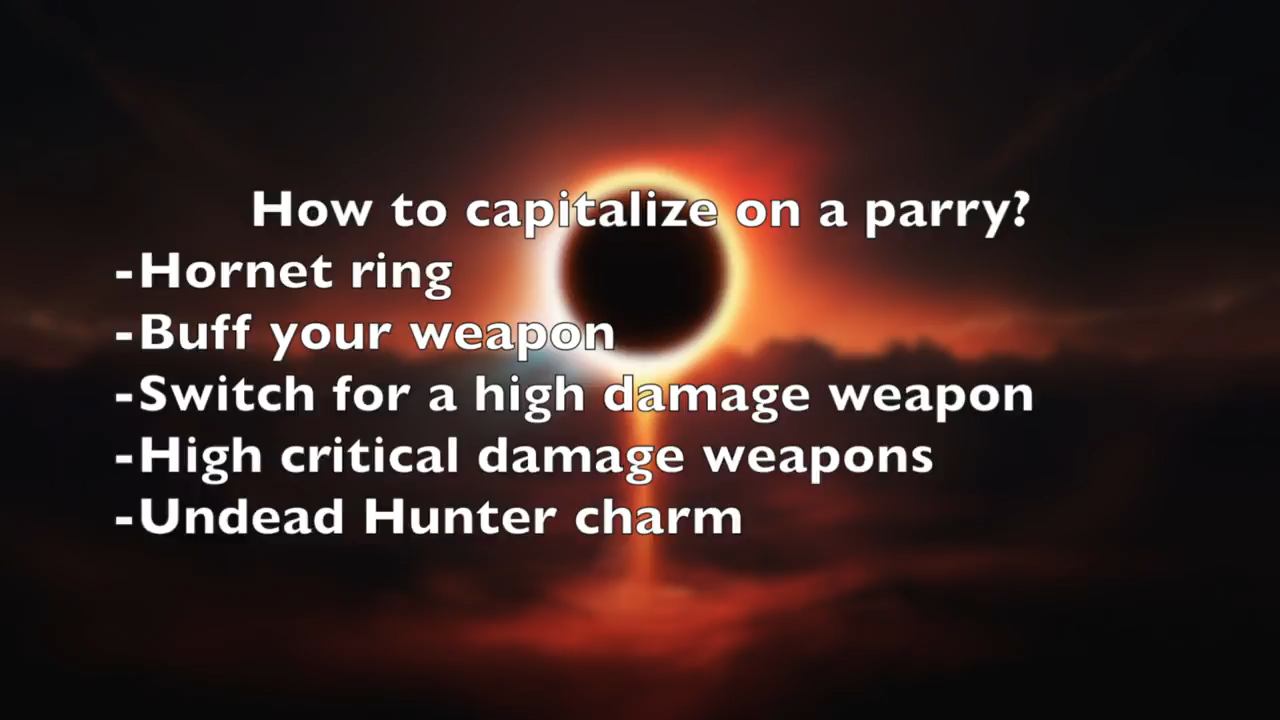 How to capitalize on a parry?
-Hornet ring
-Buff your weapon
-Switch for a high damage weapon
-High critical damage weapons
-Undead Hunter charm